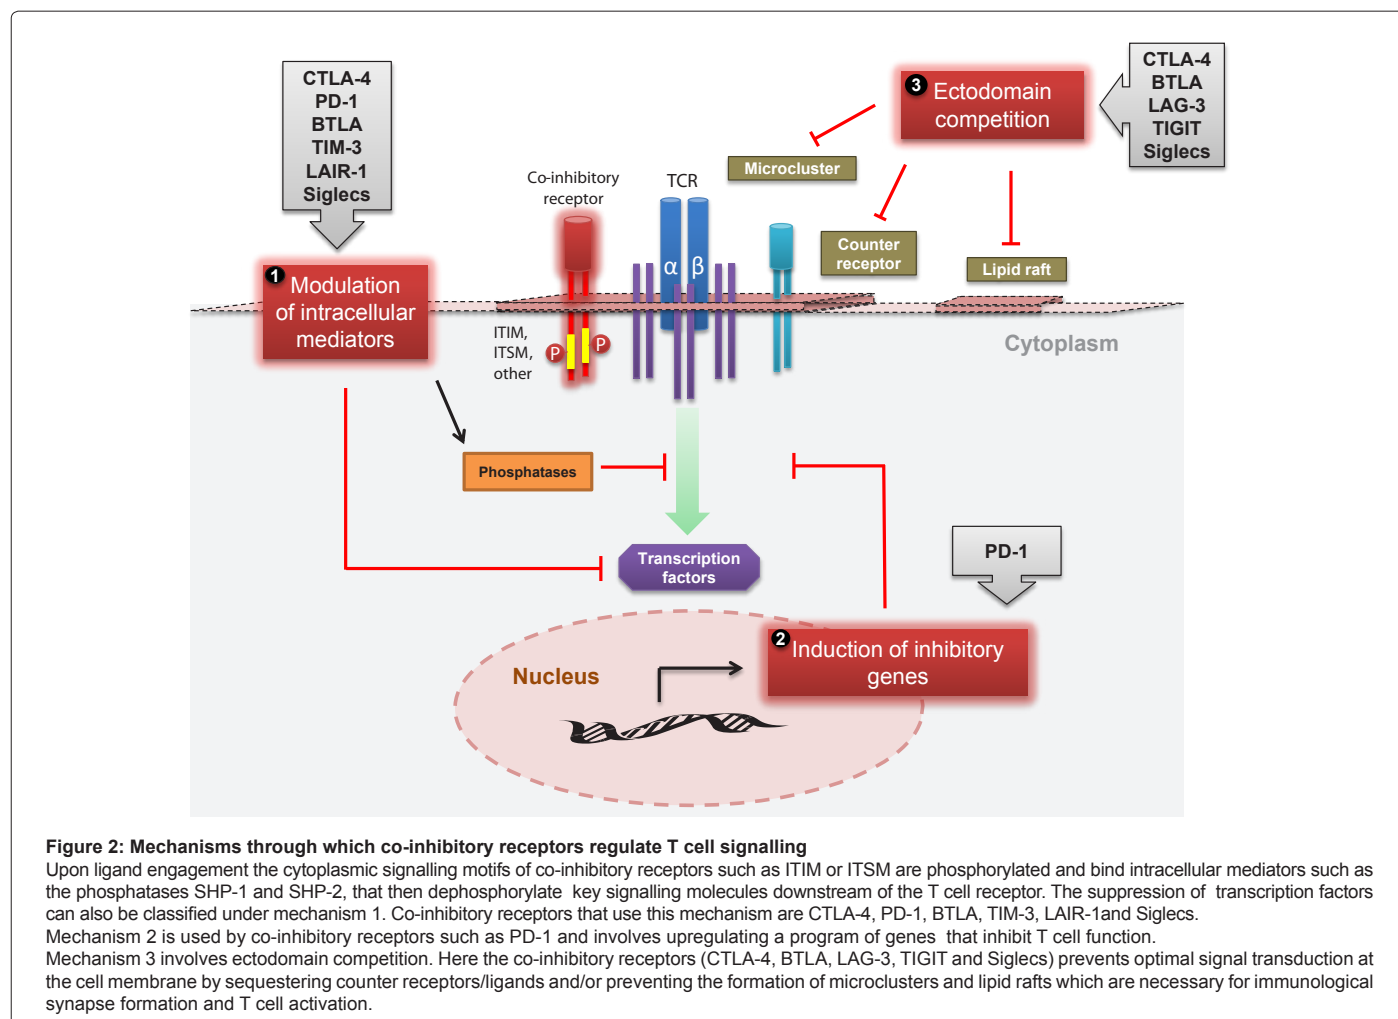 CTLA-4
PD-1
BTLA
TIM-3
LAIR-1
Siglecs
1
Modulation
of intracellular
mediators
Co-inhibitory
receptor
TCR
α
β
ITIM,
ITSM,
other
P
P
Microcluster
3
Ectodomain
competition
CTLA-4
BTLA
LAG-3
TIGIT
Siglecs
Counter
receptor
Lipid raft
Cytoplasm
Phosphatases
Transcription
factors
PD-1
2
Induction of inhibitory
genes
Nucleus
Figure 2: Mechanisms through which co-inhibitory receptors regulate T cell signalling
Upon ligand engagement the cytoplasmic signalling motifs of co-inhibitory receptors such as ITIM or ITSM are phosphorylated and bind intracellular mediators such as
the phosphatases SHP-1 and SHP-2, that then dephosphorylate key signalling molecules downstream of the T cell receptor. The suppression of transcription factors
can also be classified under mechanism 1. Co-inhibitory receptors that use this mechanism are CTLA-4, PD-1, BTLA, TIM-3, LAIR-1and Siglecs.
Mechanism 2 is used by co-inhibitory receptors such as PD-1 and involves upregulating a program of genes that inhibit T cell function.
Mechanism 3 involves ectodomain competition. Here the co-inhibitory receptors (CTLA-4, BTLA, LAG-3, TIGIT and Siglecs) prevents optimal signal transduction at
the cell membrane by sequestering counter receptors/ligands and/or preventing the formation of microclusters and lipid rafts which are necessary for immunological
synapse formation and T cell activation.